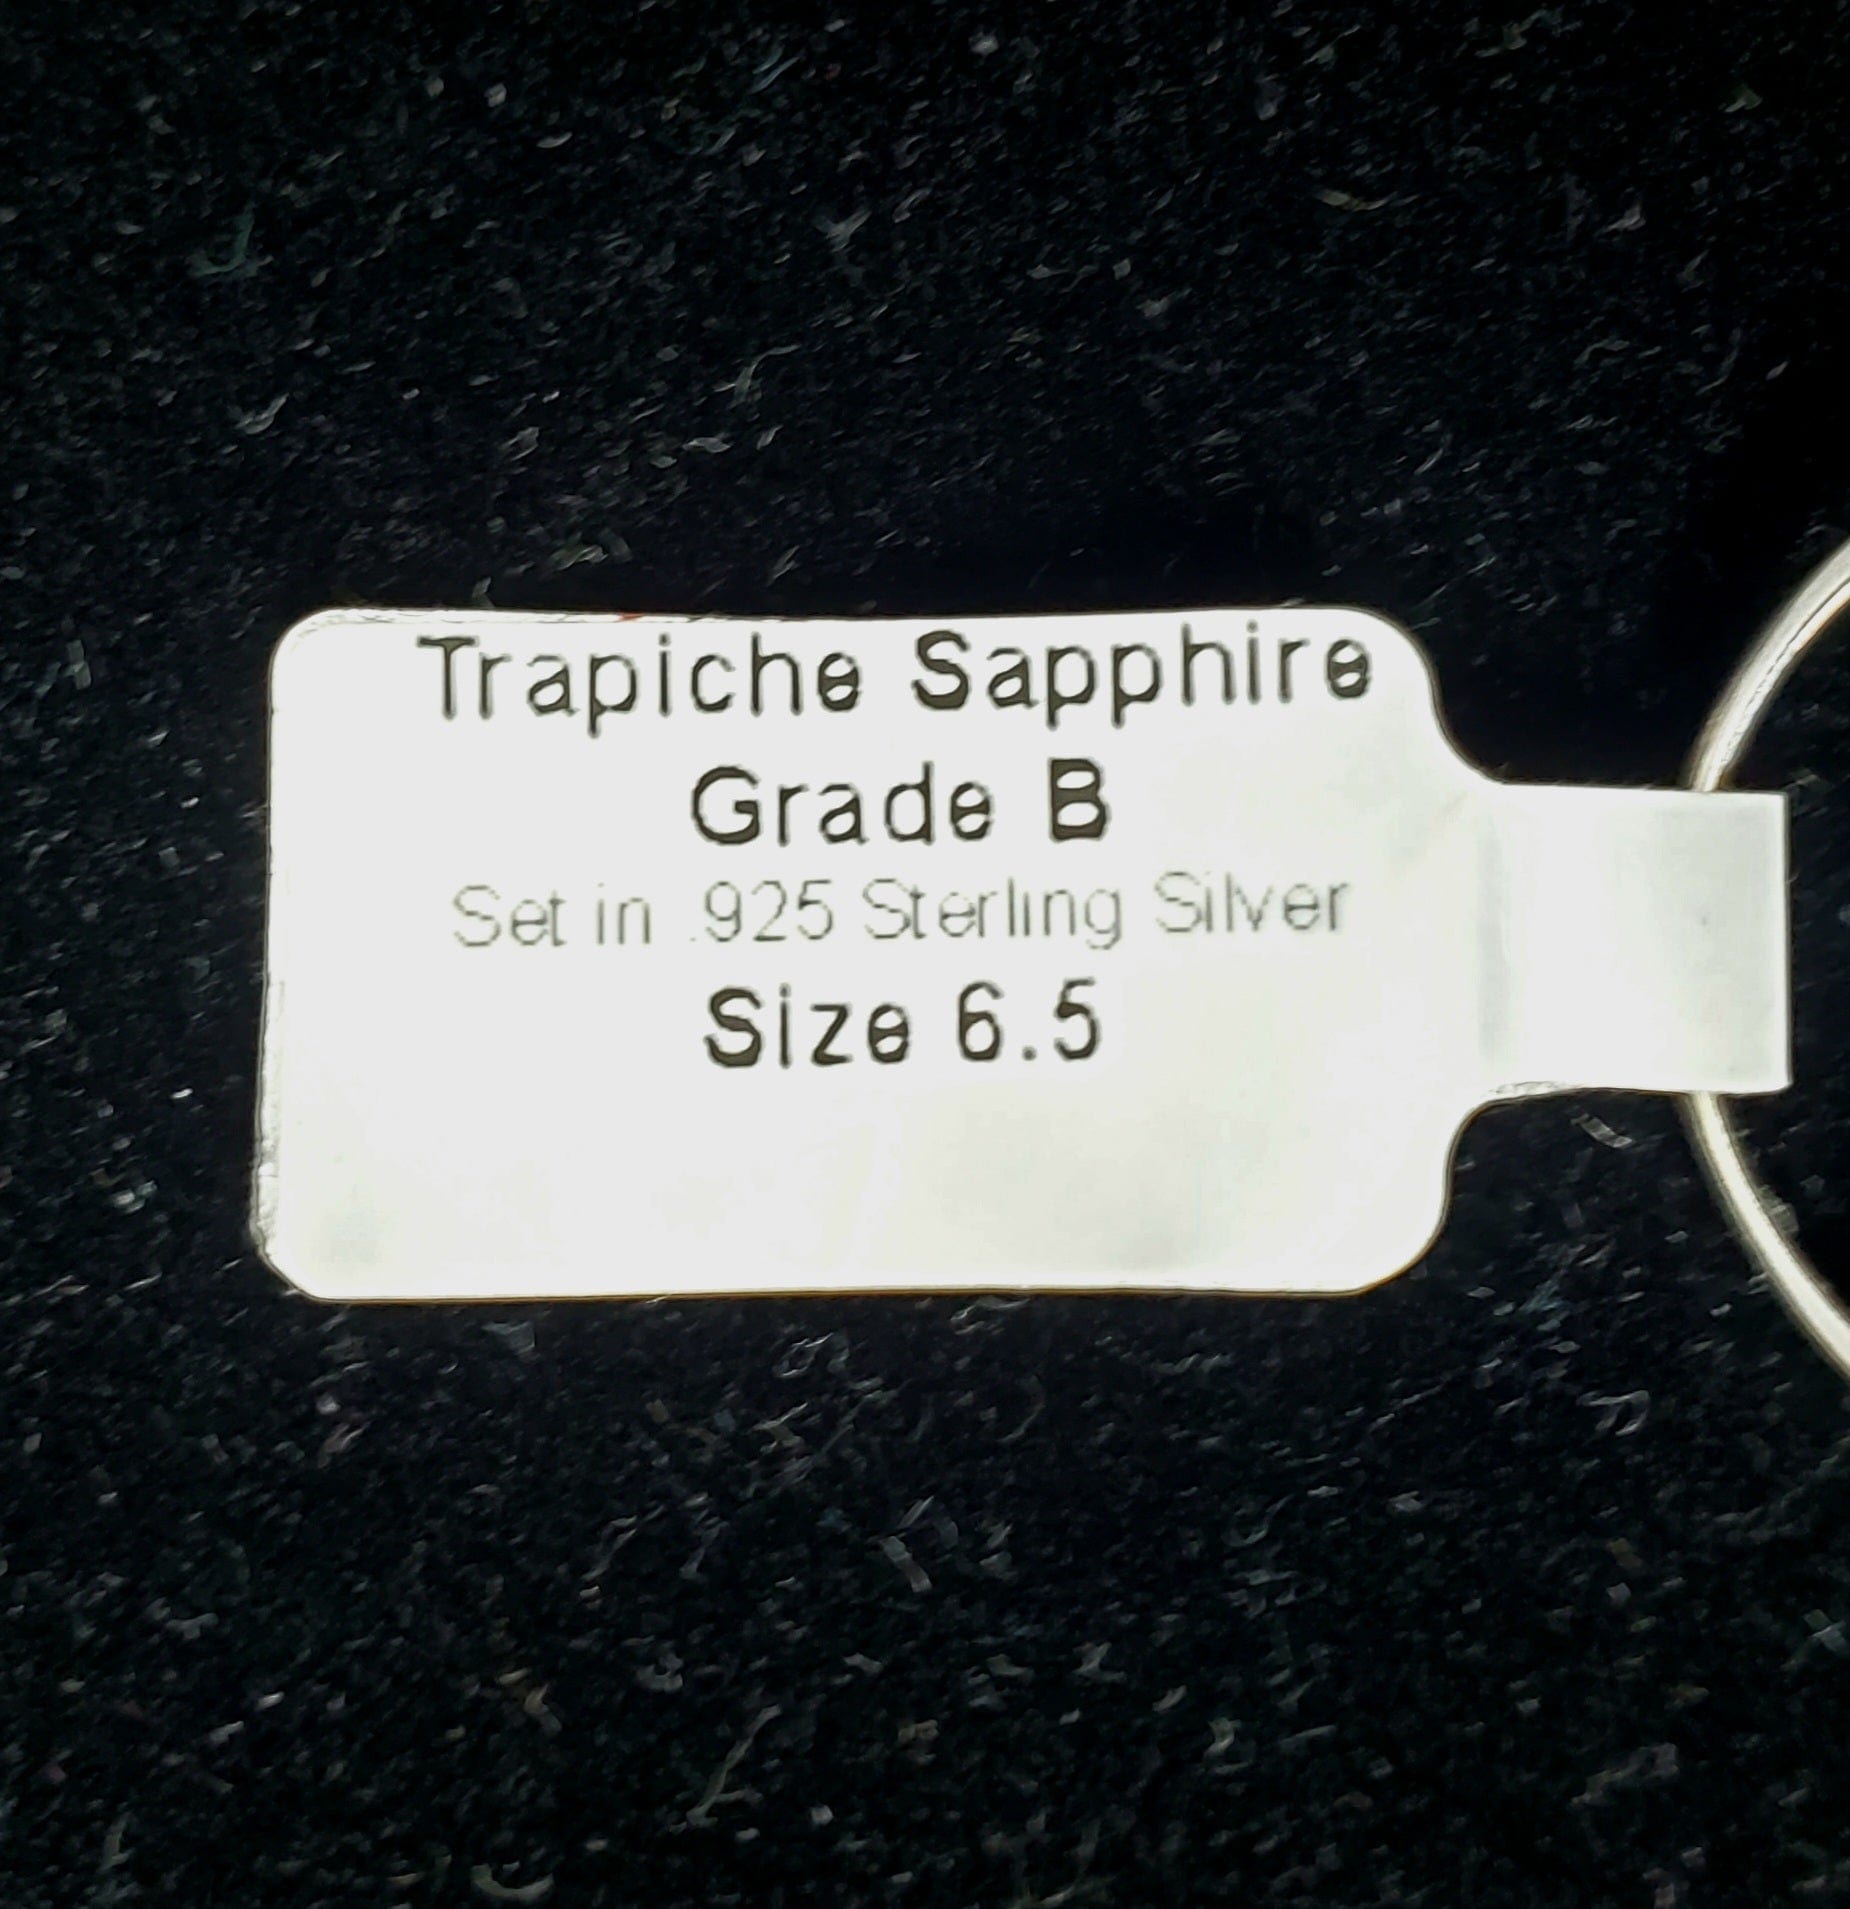 Trapiche Sapphire
Grade B
Set in .925 Sterling Silver
Size 6.5